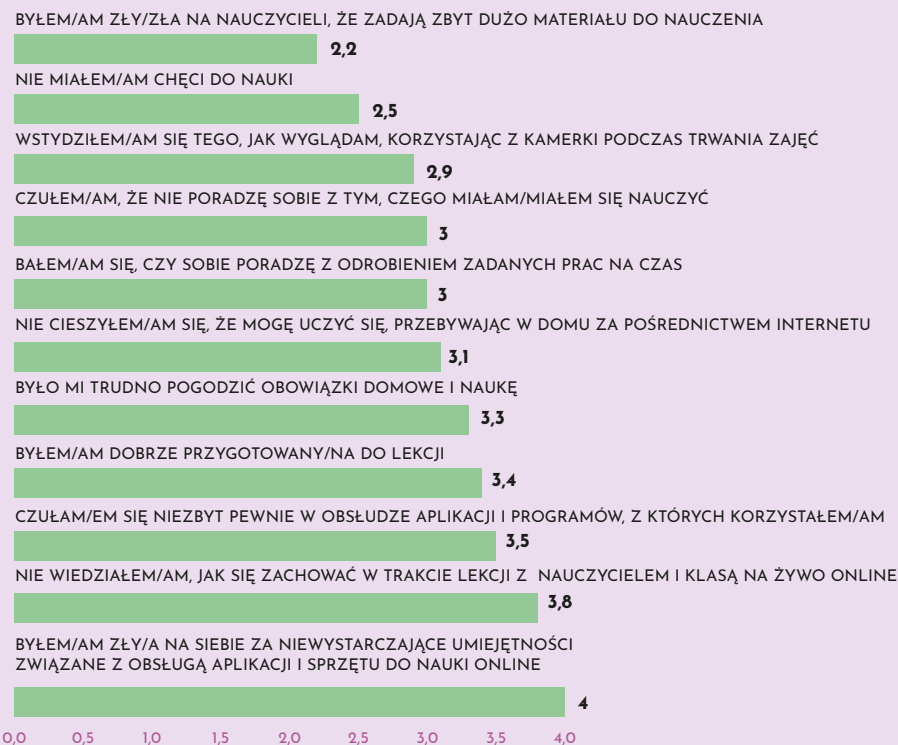 BYŁEM/AM ZŁY/ZŁA NA NAUCZYCIELI, ŻE ZADAJĄ ZBYT DUŻO MATERIAŁU DO NAUCZENIA
2,2
NIE MIAŁEM/AM CHĘCI DO NAUKI
2,5
WSTYDZIŁEM/AM SIĘ TEGO, JAK WYGLĄDAM, KORZYSTAJĄC Z KAMERKI PODCZAS TRWANIA ZAJĘĆ
2,9
CZUŁEM/AM, ŻE NIE PORADZĘ SOBIE Z TYM, CZEGO MIAŁAM/MIAŁEM SIĘ NAUCZYĆ
3
BAŁEM/AM SIĘ, CZY SOBIE PORADZĘ Z ODROBIENIEM ZADANYCH PRAC NA CZAS
3
NIE CIESZYŁEM/AM SIĘ, ŻE MOGĘ UCZYĆ SIĘ, PRZEBYWAJĄC W DOMU ZA POŚREDNICTWEM INTERNETU
3,1
BYŁO MI TRUDNO POGODZIĆ OBOWIĄZKI DOMOWE I NAUKĘ
3,3
BYŁEM/AM DOBRZE PRZYGOTOWANY/NA DO LEKCJI
3,4
CZUŁAM/EM SIĘ NIEZBYT PEWNIE W OBSŁUDZE APLIKACJI I PROGRAMÓW, Z KTÓRYCH KORZYSTAŁEM/AM
3,5
NIE WIEDZIAŁEM/AM, JAK SIĘ ZACHOWAĆ W TRAKCIE LEKCJI Z NAUCZYCIELEM I KLASĄ NA ŻYWO ONLINE
3,8
BYŁEM/AM ZŁY/A NA SIEBIE ZA NIEWYSTARCZAJĄCE UMIEJĘTNOŚCI
ZWIĄZANE Z OBSŁUGĄ APLIKACJI I SPRZĘTU DO NAUKI ONLINE
4
0,0 0,5 1,0 1,5 2,0 2,5 3,0 3,5 4,0